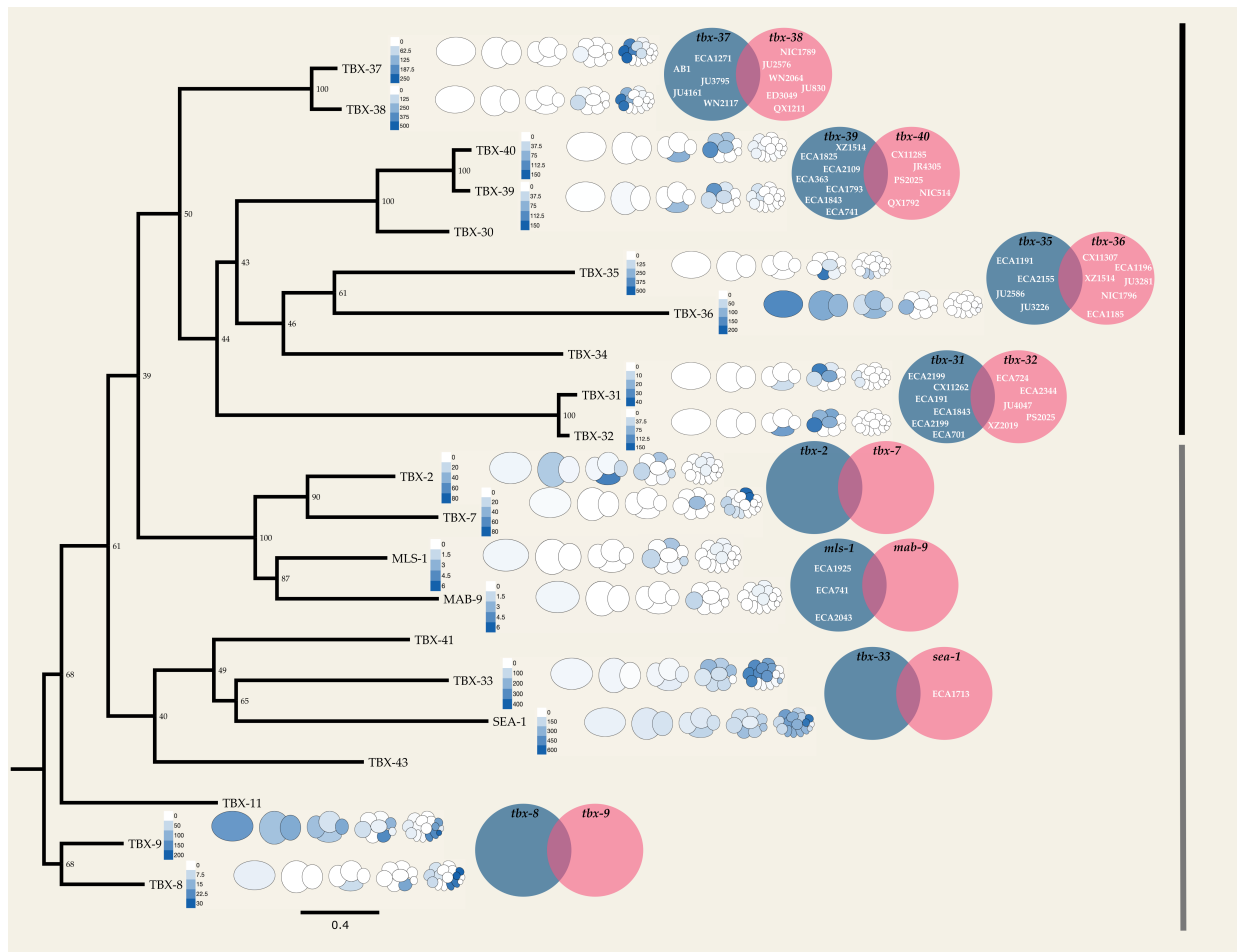 0
62.5
125
187.5
250
TBX-37
tbx-37
tbx-38
ECA1271
AB1
JU3795
JU4161
WN2117
NIC1789
JU2576
WN2064
JU830
ED3049
QX1211
100
0
125
250
375
500
TBX-38
0
37.5
75
112.5
150
TBX-40
tbx-39
tbx-40
XZ1514
ECA1825
ECA2109
ECA363
ECA1793
ECA1843
ECA741
CX11285
JR4305
PS2025
NIC514
QX1792
100
0
37.5
75
112.5
150
TBX-39
50
100
TBX-30
43
0
125
250
375
500
TBX-35
tbx-35
tbx-36
ECA1191
ECA2155
JU2586
JU3226
CX11307
ECA1196
XZ1514
JU3281
NIC1796
ECA1185
61
0
50
100
150
200
TBX-36
46
44
TBX-34
39
0
10
20
30
40
TBX-31
tbx-31
tbx-32
ECA2199
CX11262
ECA191
ECA1843
ECA2199
ECA701
ECA724
ECA2344
JU4047
PS2025
XZ2019
100
0
37.5
75
112.5
150
TBX-32
0
20
40
60
80
TBX-2
tbx-2
tbx-7
90
0
20
40
60
80
TBX-7
61
100
0
1.5
3
4.5
6
MLS-1
mls-1
mab-9
ECA1925
ECA741
ECA2043
87
0
1.5
3
4.5
6
MAB-9
TBX-41
68
49
0
100
200
300
400
TBX-33
tbx-33
sea-1
ECA1713
65
40
0
150
300
450
600
SEA-1
TBX-43
TBX-11
0
50
100
150
200
TBX-9
tbx-8
tbx-9
68
0
7.5
15
22.5
30
TBX-8
0.4